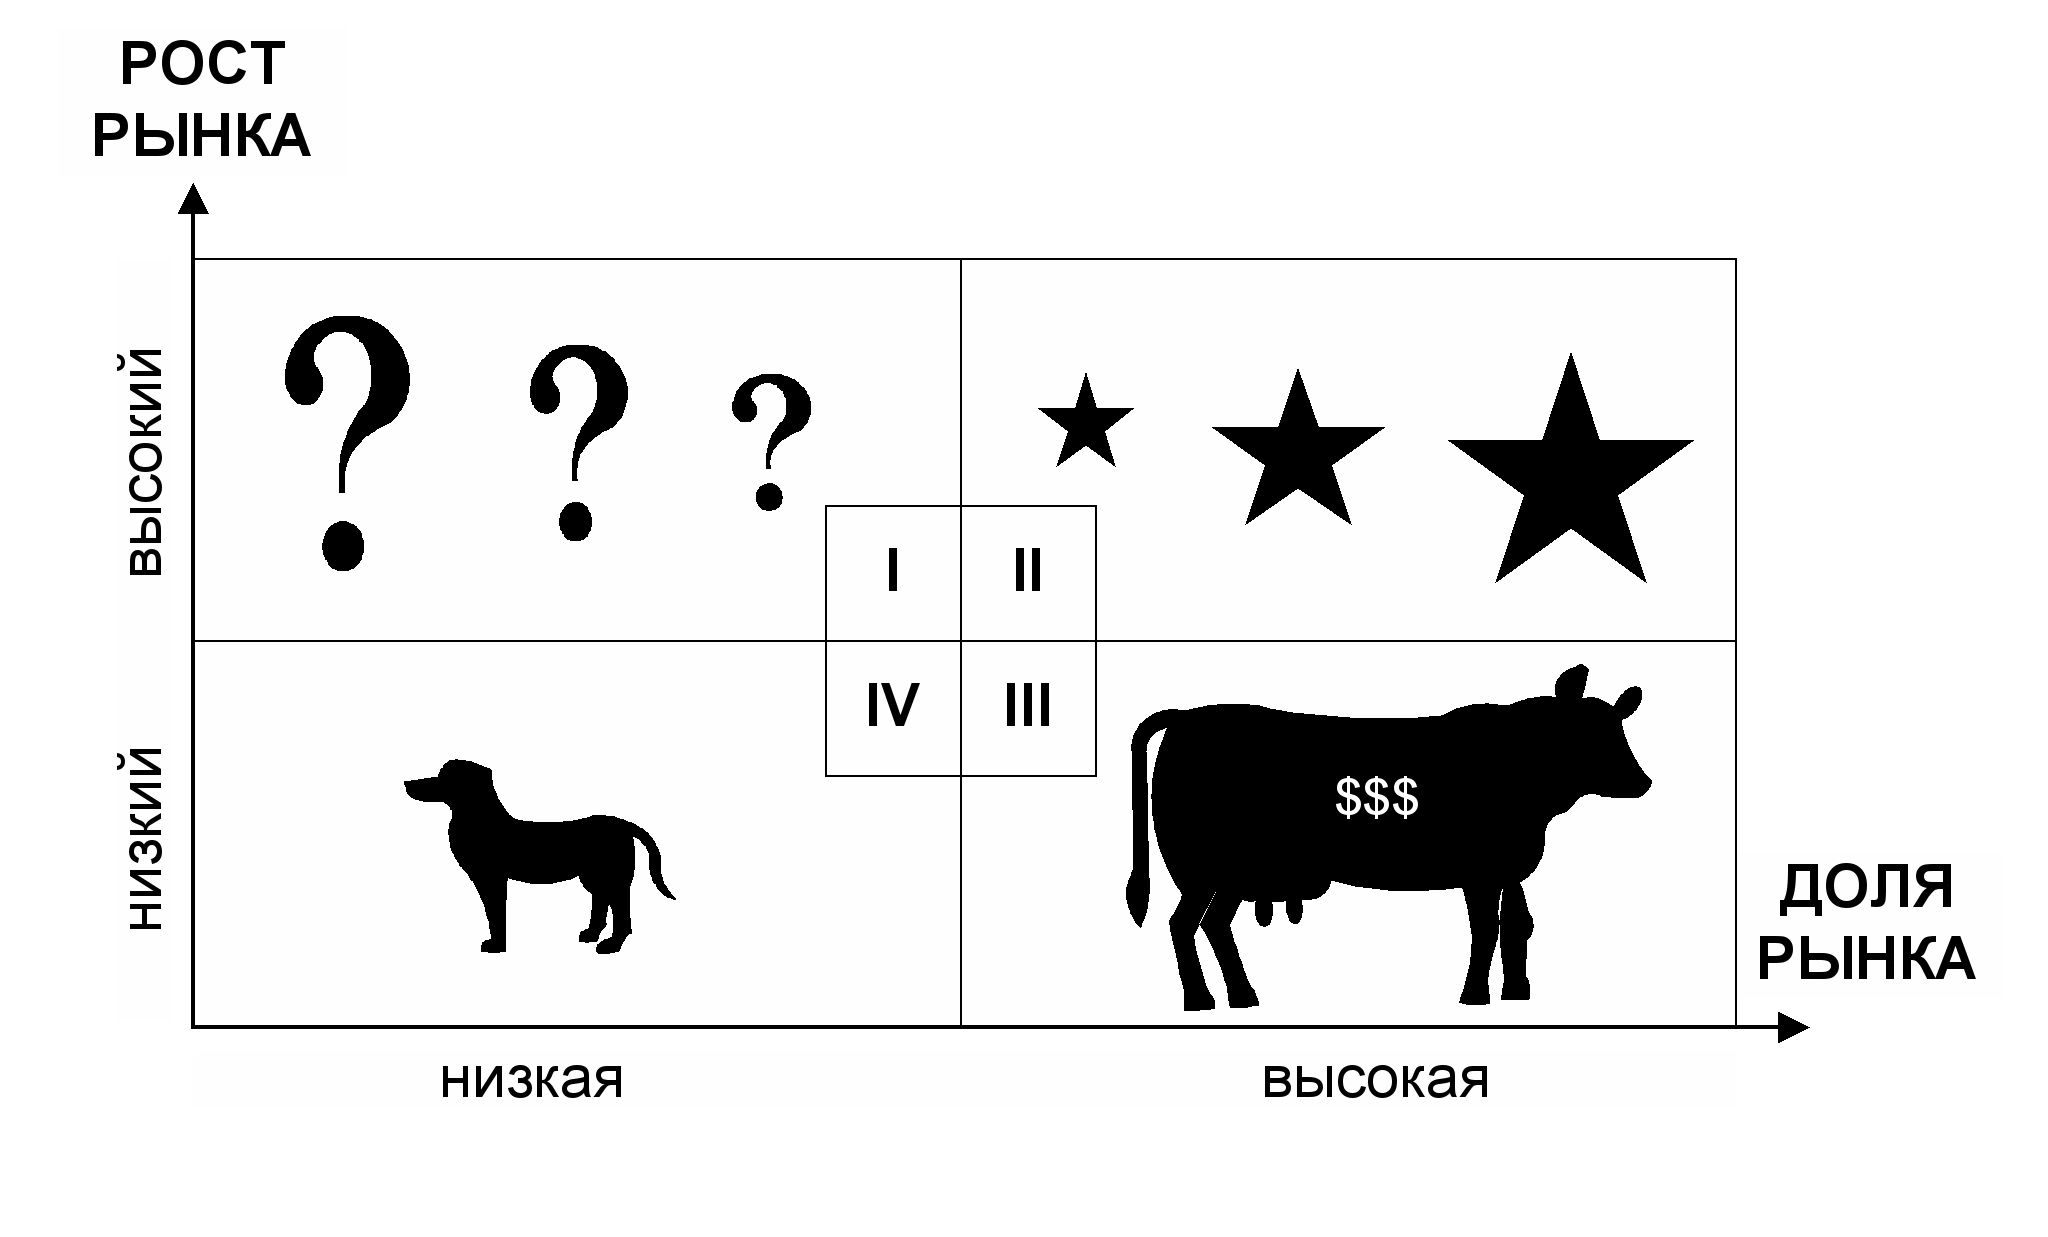 РОСТ
РЫНКА
высокий
? ? ?
I II
IV III
низкий
$$$
ДОЛЯ
РЫНКА
низкая высокая